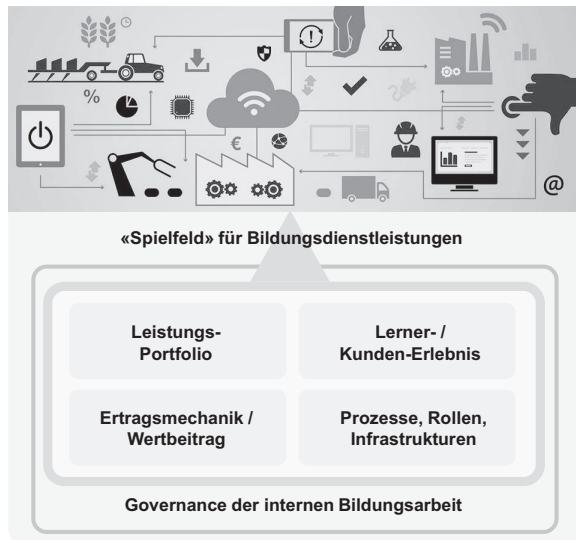 %
€
@
«Spielfeld» für Bildungsdienstleistungen
Leistungs-
Portfolio
Lerner- /
Kunden-Erlebnis
Ertragsmechanik /
Wertbeitrag
Prozesse, Rollen,
Infrastrukturen
Governance der internen Bildungsarbeit